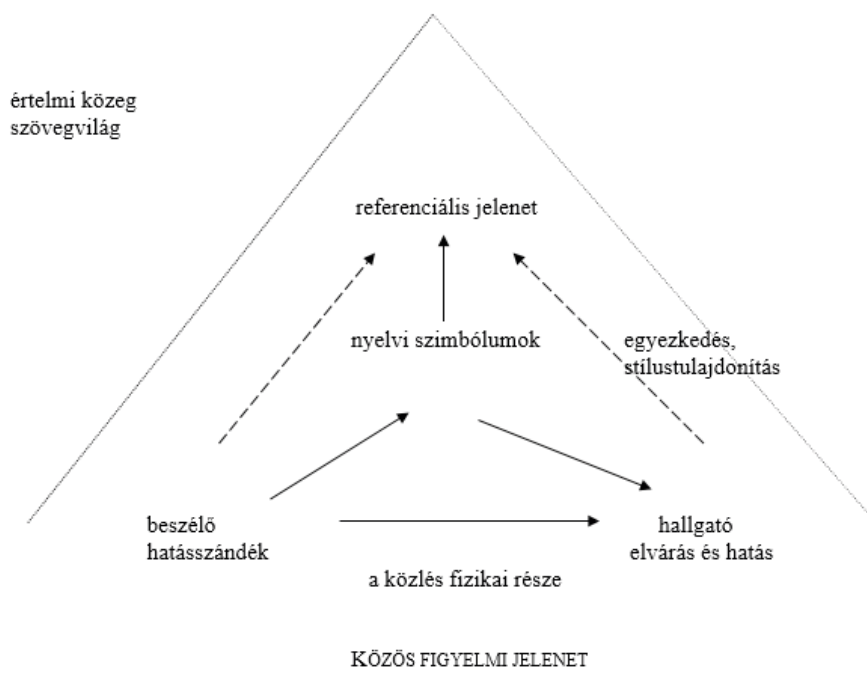 értelmi közeg
szövegvilág
referenciális jelenet
nyelvi szimbólumok
egyezkedés,
stílustulajdonítás
beszélő
hatásszándék
hallgató
elvárás és hatás
a közlés fizikai része
KÖZÖS FIGYELMI JELENET